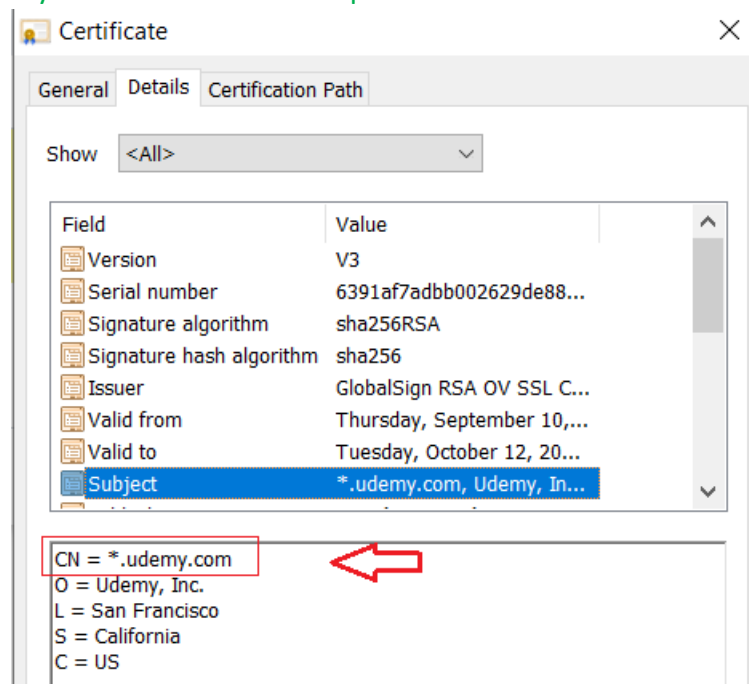 Certificate
General Details Certification Path
Show <All>
Field Value
Version V3
Serial number 6391af7adbb002629de88...
Signature algorithm sha256RSA
Signature hash algorithm sha256
Issuer GlobalSign RSA OV SSL C...
Valid from Thursday, September 10,...
Valid to Tuesday, October 12, 20...
Subject *.udemy.com, Udemy, In...
CN = *.udemy.com
O = Udemy, Inc.
L = San Francisco
S = California
C = US